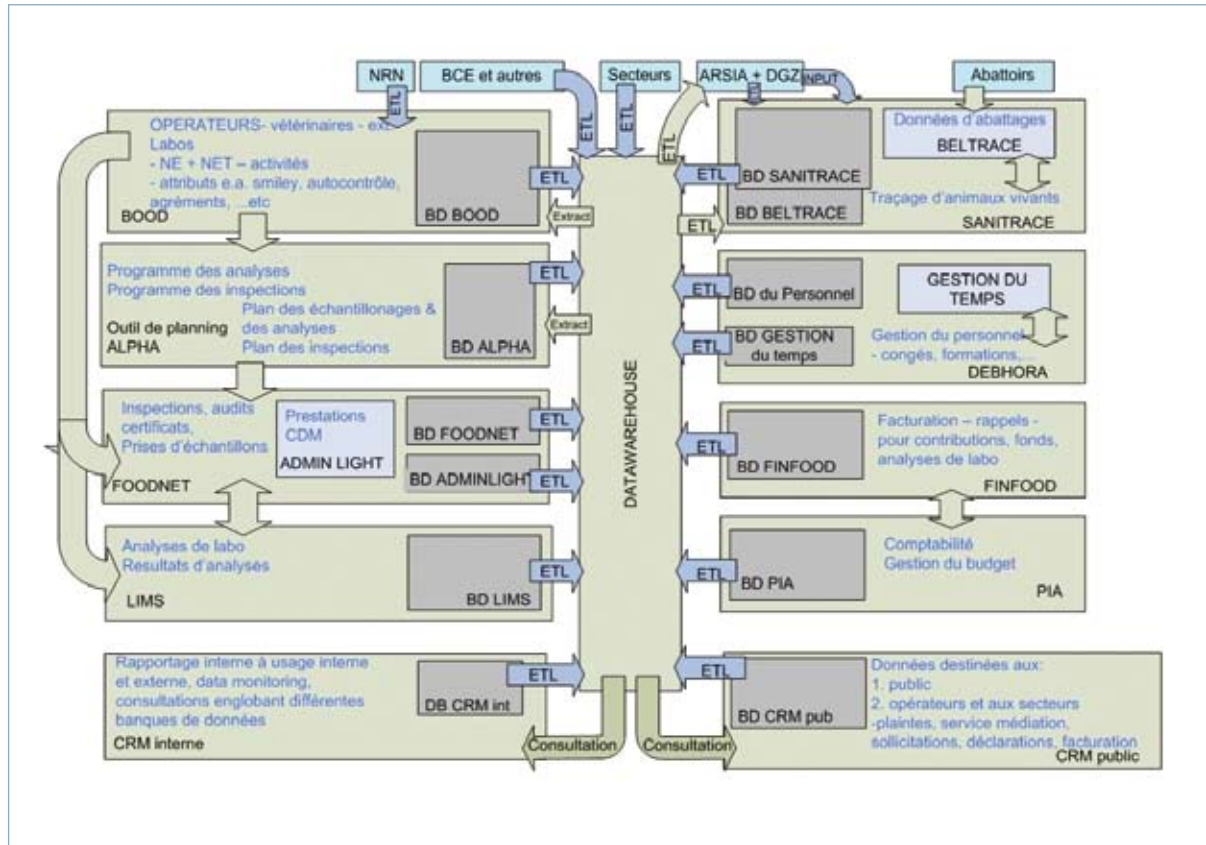 NRN
BCE et autres
Secteurs
ARSIA + DGZ
INPUT
Abattoirs
ETL
ETL
ETL
ETL
ETL
OPERATEURS- vétérinaires - ext.
Labos
- NE + NET – activités
- attributs e.a. smiley, autocontrôle,
agréments, ...etc
BOOD
BD BOOD
ETL
Extract
Programme des analyses
Programme des inspections
Plan des échantillonages &
des analyses
Plan des inspections
Outil de planning
ALPHA
BD ALPHA
ETL
Extract
Inspections, audits
certificats,
Prises d'échantillons
FOODNET
Prestations
CDM
ADMIN LIGHT
BD FOODNET
ETL
BD ADMINLIGHT
ETL
Analyses de labo
Resultats d'analyses
LIMS
BD LIMS
ETL
Rapportage interne à usage interne
et externe, data monitoring,
consultations englobant différentes
banques de données
CRM interne
DB CRM int
ETL
Consultation
DATAWAREHOUSE
ETL
BD SANITRACE
ETL
BD BELTRACE
Données d'abattages
BELTRACE
Traçage d'animaux vivants
SANITRACE
ETL
BD du Personnel
ETL
BD GESTION
du temps
GESTION DU
TEMPS
Gestion du personnel
- congés, formations,...
DEBHORA
ETL
BD FINFOOD
Facturation – rappels -
pour contributions, fonds,
analyses de labo
FINFOOD
ETL
BD PIA
Comptabilité
Gestion du budget
PIA
ETL
BD CRM pub
Données destinées aux:
1. public
2. opérateurs et aux secteurs
-plaintes, service médiation,
sollicitations, déclarations, facturation
CRM public
Consultation